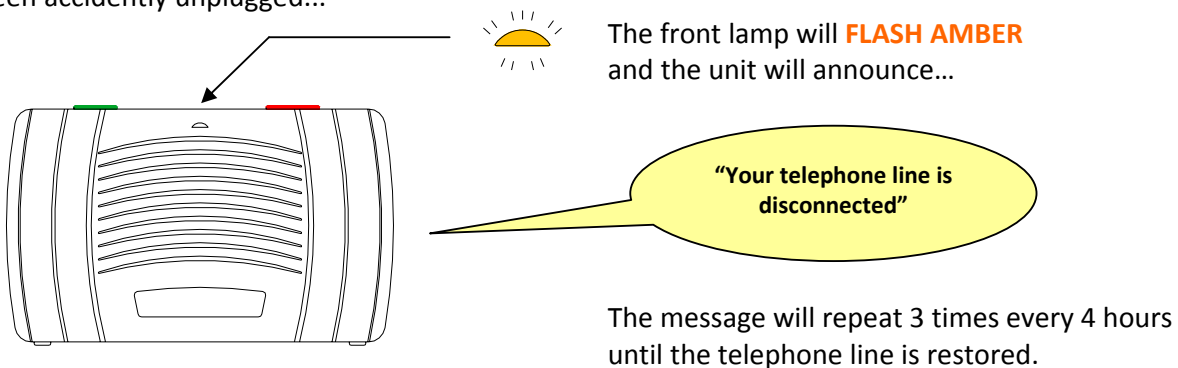 accidently unplugged...
The front lamp will FLASH AMBER
and the unit will announce…
“Your telephone line is
disconnected”
The message will repeat 3 times every 4 hours
until the telephone line is restored.